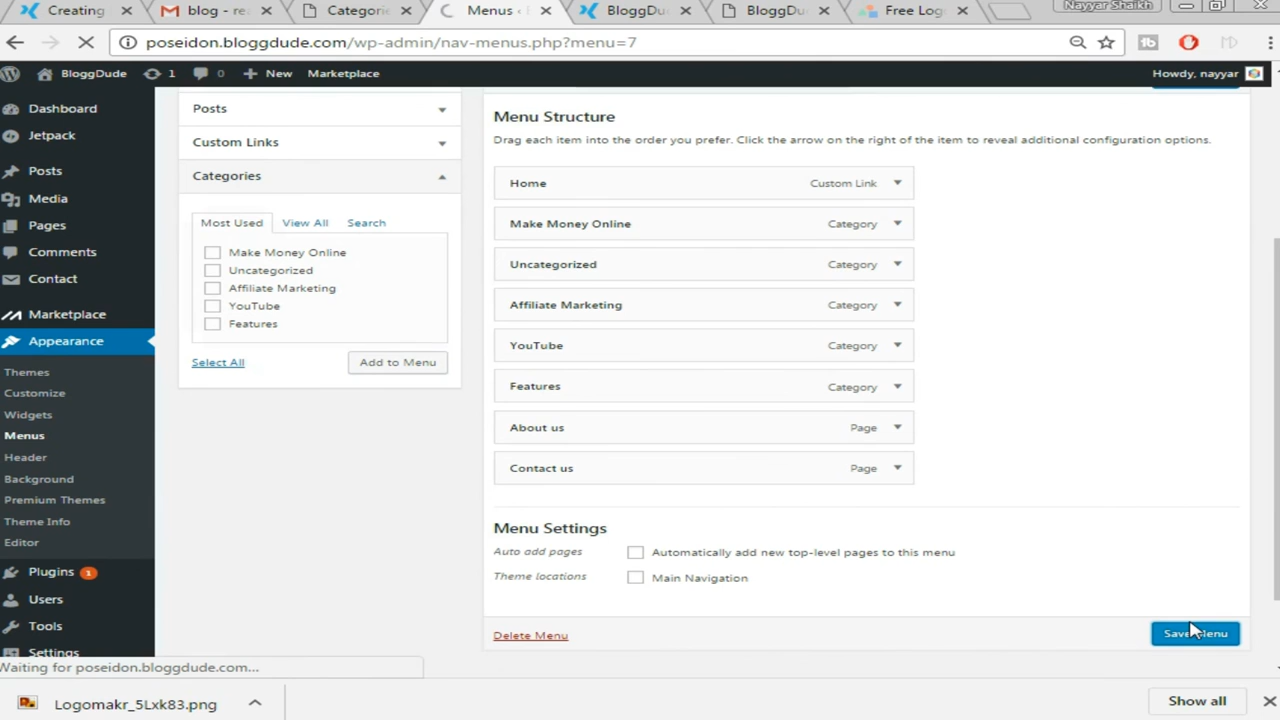 Creating
blog - re
Categori
Menus ‹
BloggDu
BloggDu
Free Log
Nayyar Shaikh
poseidon.bloggdude.com/wp-admin/nav-menus.php?menu=7
BloggDude 1 0 New Marketplace Howdy, nayyar
Dashboard
Jetpack
Posts
Media
Pages
Comments
Contact
Marketplace
Appearance
Themes
Customize
Widgets
Menus
Header
Background
Premium Themes
Theme Info
Editor
Plugins 1
Users
Tools
Settings
Posts
Custom Links
Categories
Most Used View All Search
Make Money Online
Uncategorized
Affiliate Marketing
YouTube
Features
Select All Add to Menu
Menu Structure
Drag each item into the order you prefer. Click the arrow on the right of the item to reveal additional configuration options.
Home Custom Link
Make Money Online Category
Uncategorized Category
Affiliate Marketing Category
YouTube Category
Features Category
About us Page
Contact us Page
Menu Settings
Auto add pages Automatically add new top-level pages to this menu
Theme locations Main Navigation
Delete Menu Save Menu
Waiting for poseidon.bloggdude.com...
Logomakr_5Lxk83.png Show all